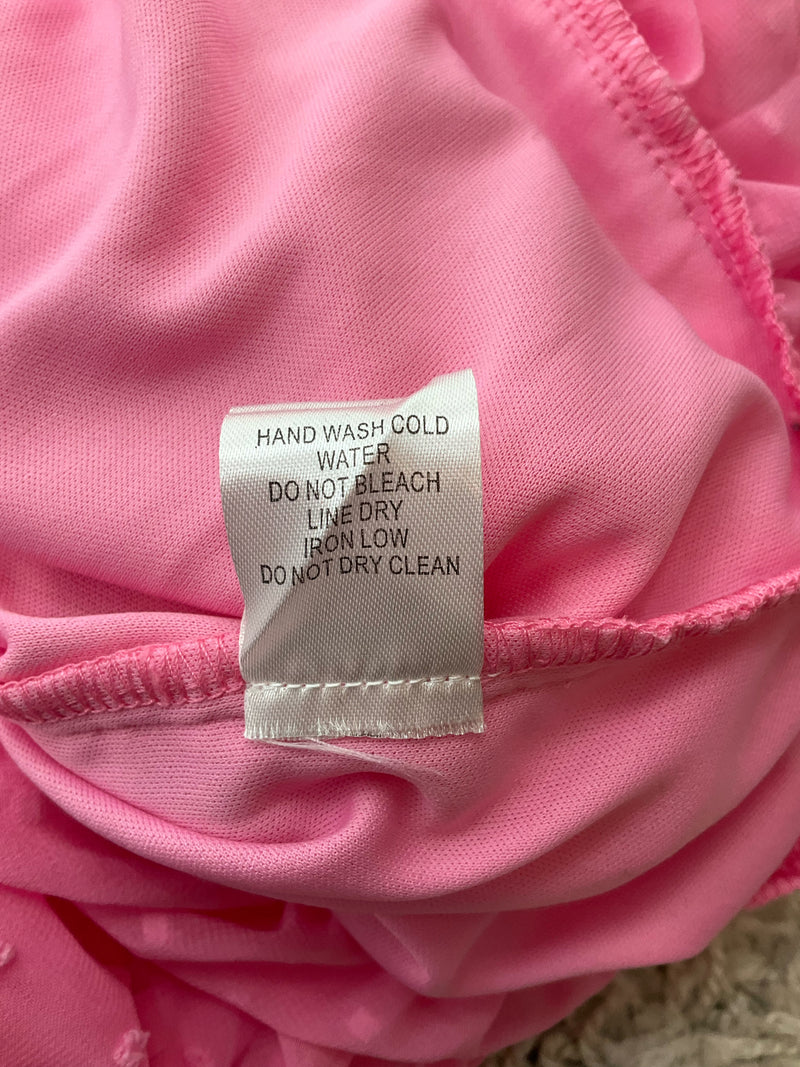 HAND WASH COLD
WATER
DO NOT BLEACH
LINE DRY
IRON LOW
DO NOT DRY CLEAN